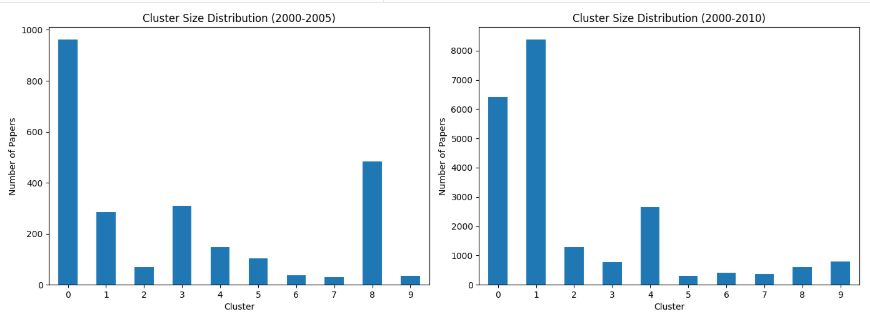 Cluster Size Distribution (2000-2005)
Number of Papers
1000
800
600
400
200
0
0 1 2 3 4 5 6 7 8 9
Cluster
Cluster Size Distribution (2000-2010)
Number of Papers
8000
7000
6000
5000
4000
3000
2000
1000
0
0 1 2 3 4 5 6 7 8 9
Cluster